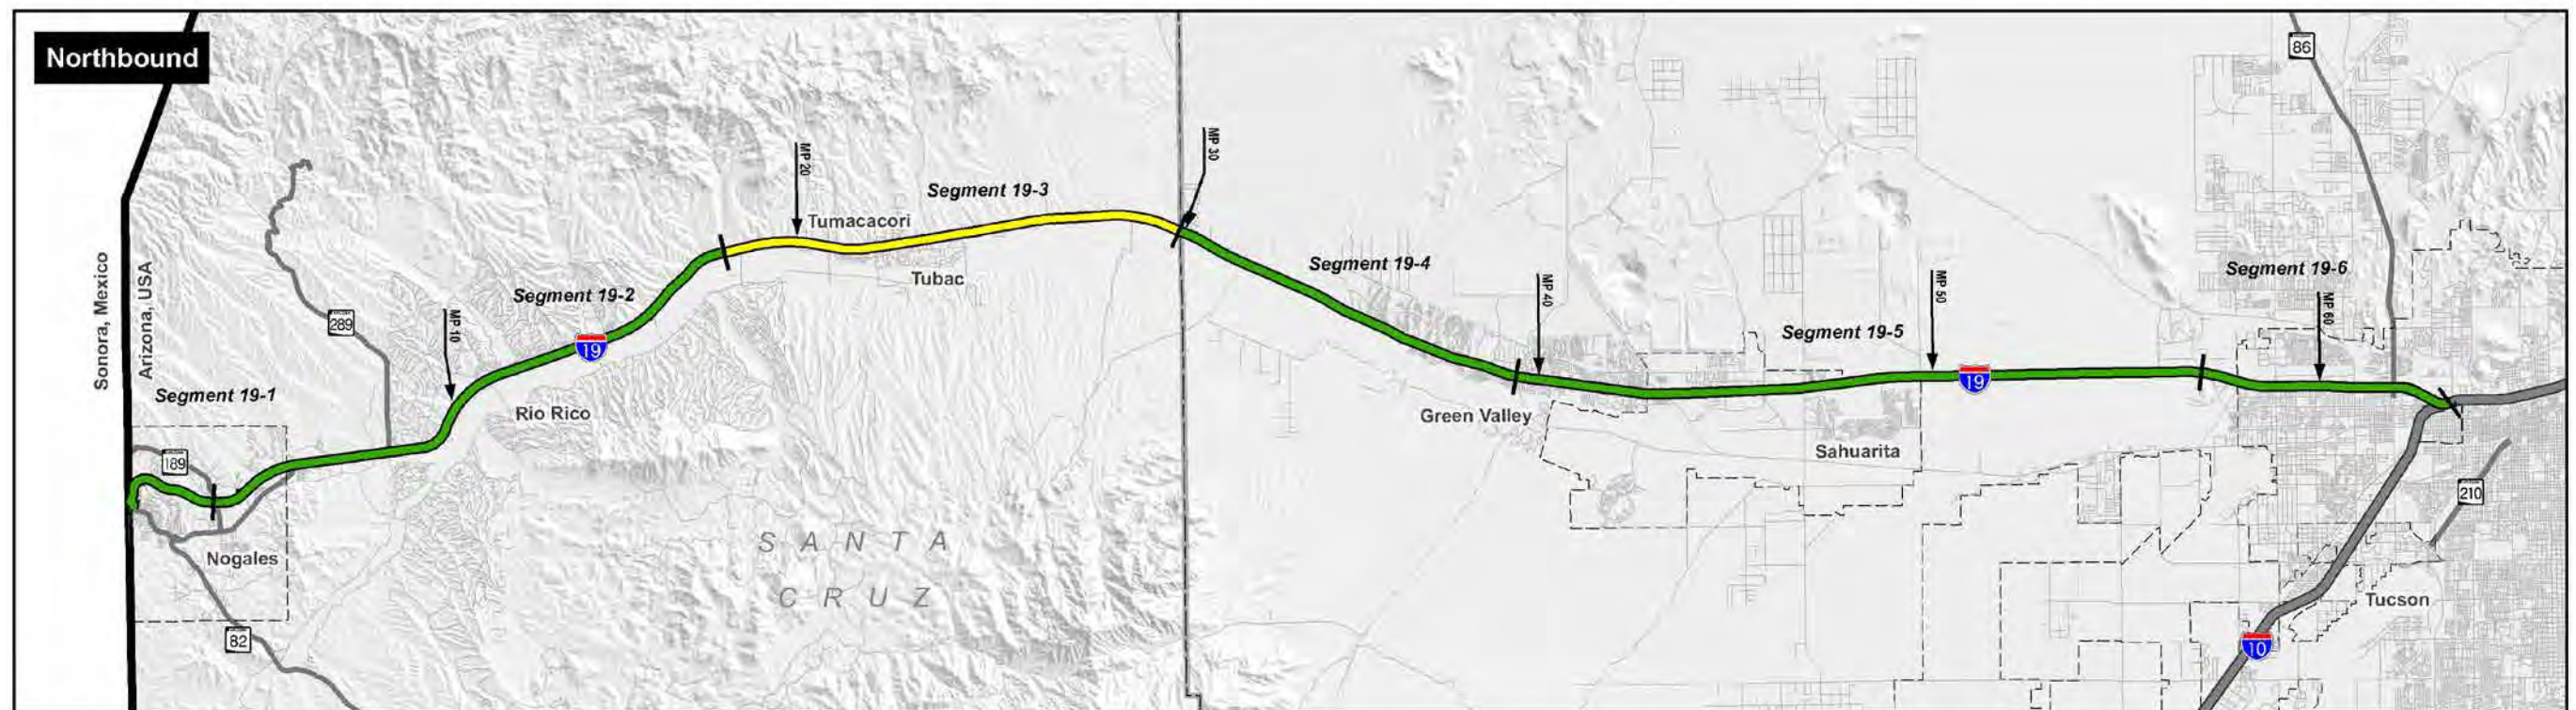 Northbound
86
MP 30
MP 20
Segment 19-3
Tumacacori
Tubac
Sonora, Mexico
Arizona, USA
289
Segment 19-2
MP 10
19
Segment 19-4
MP 40
MP 50
Segment 19-6
MP 60
Segment 19-5
19
Segment 19-1
Rio Rico
Green Valley
Sahuarita
189
210
Nogales
SANTA
CRUZ
82
Tucson
10